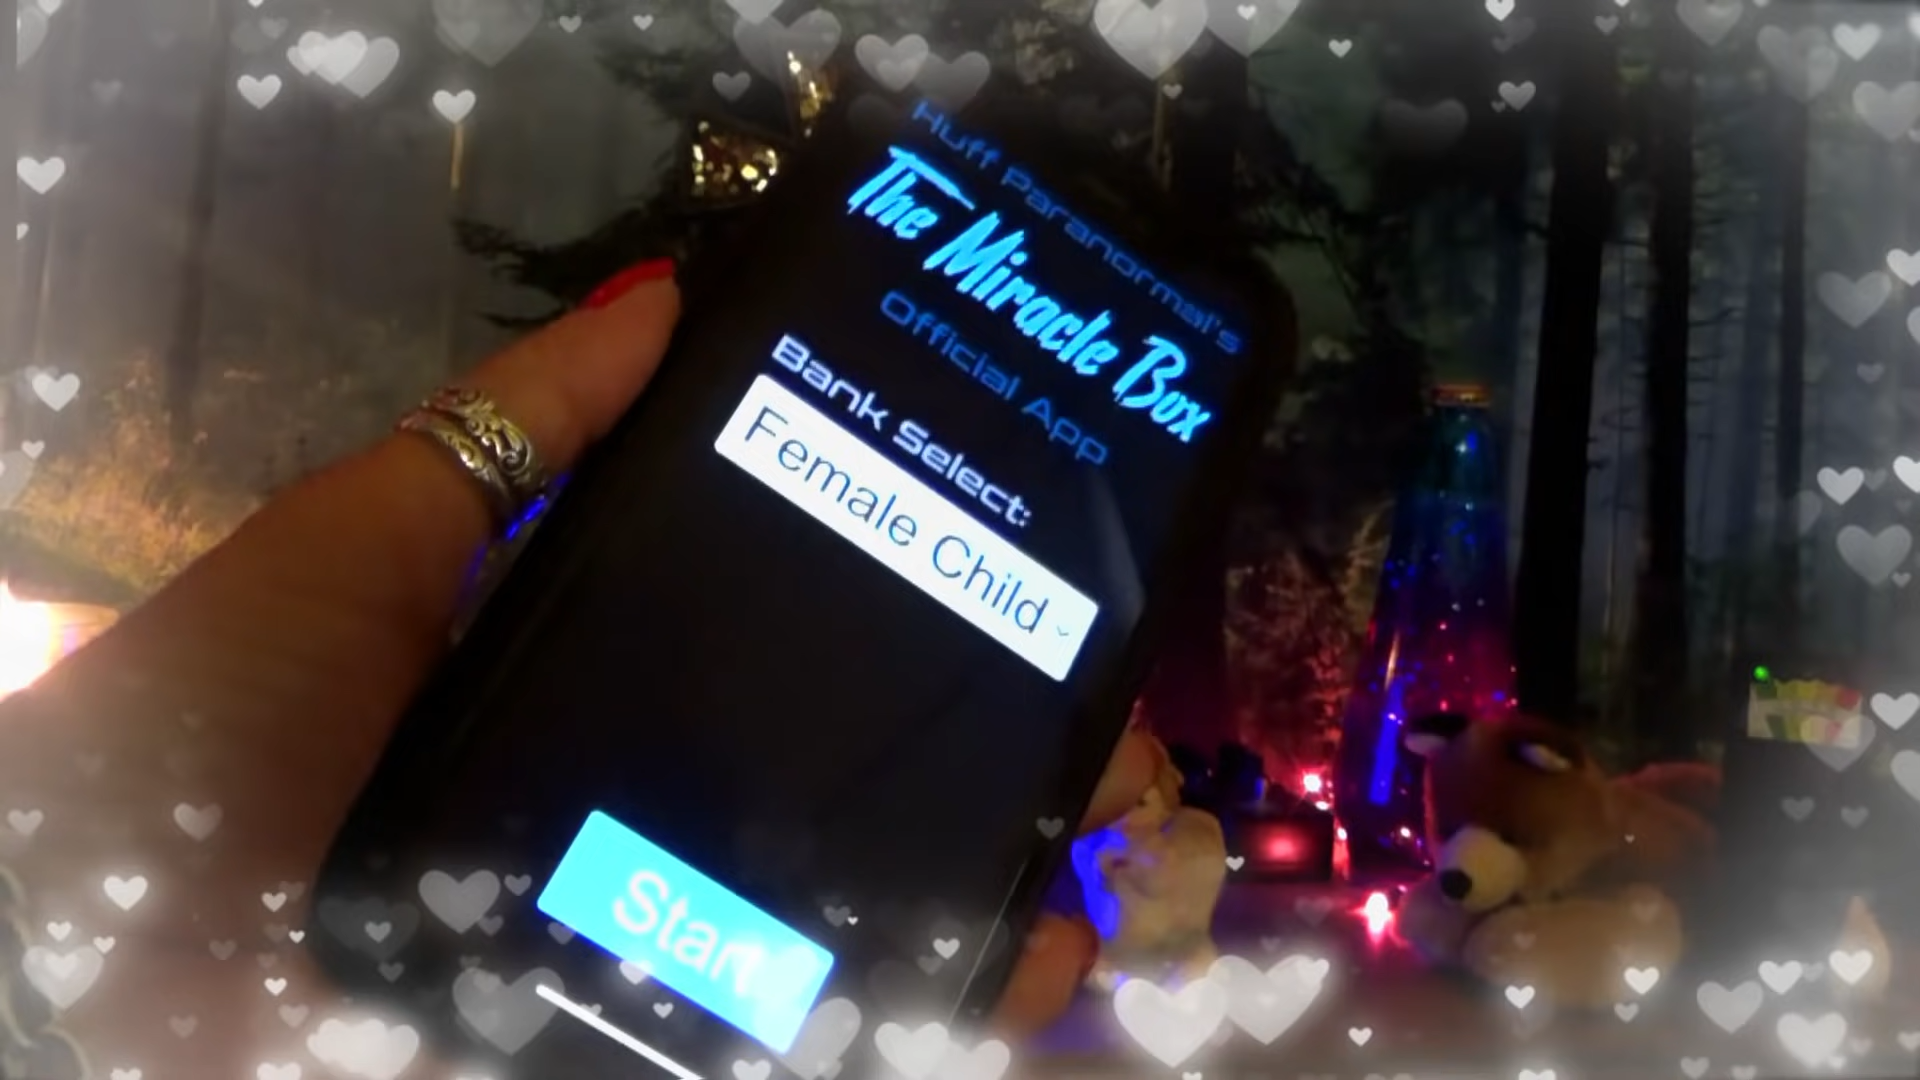 Huff Paranormal's
The Miracle Box
Official App
Bank Select:
Female Child
Start